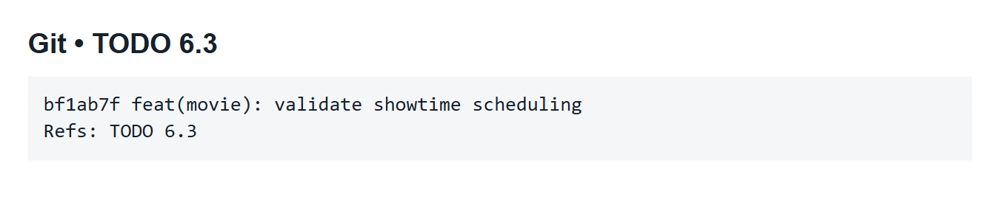 Git • TODO 6.3
bf1ab7f feat(movie): validate showtime scheduling
Refs: TODO 6.3